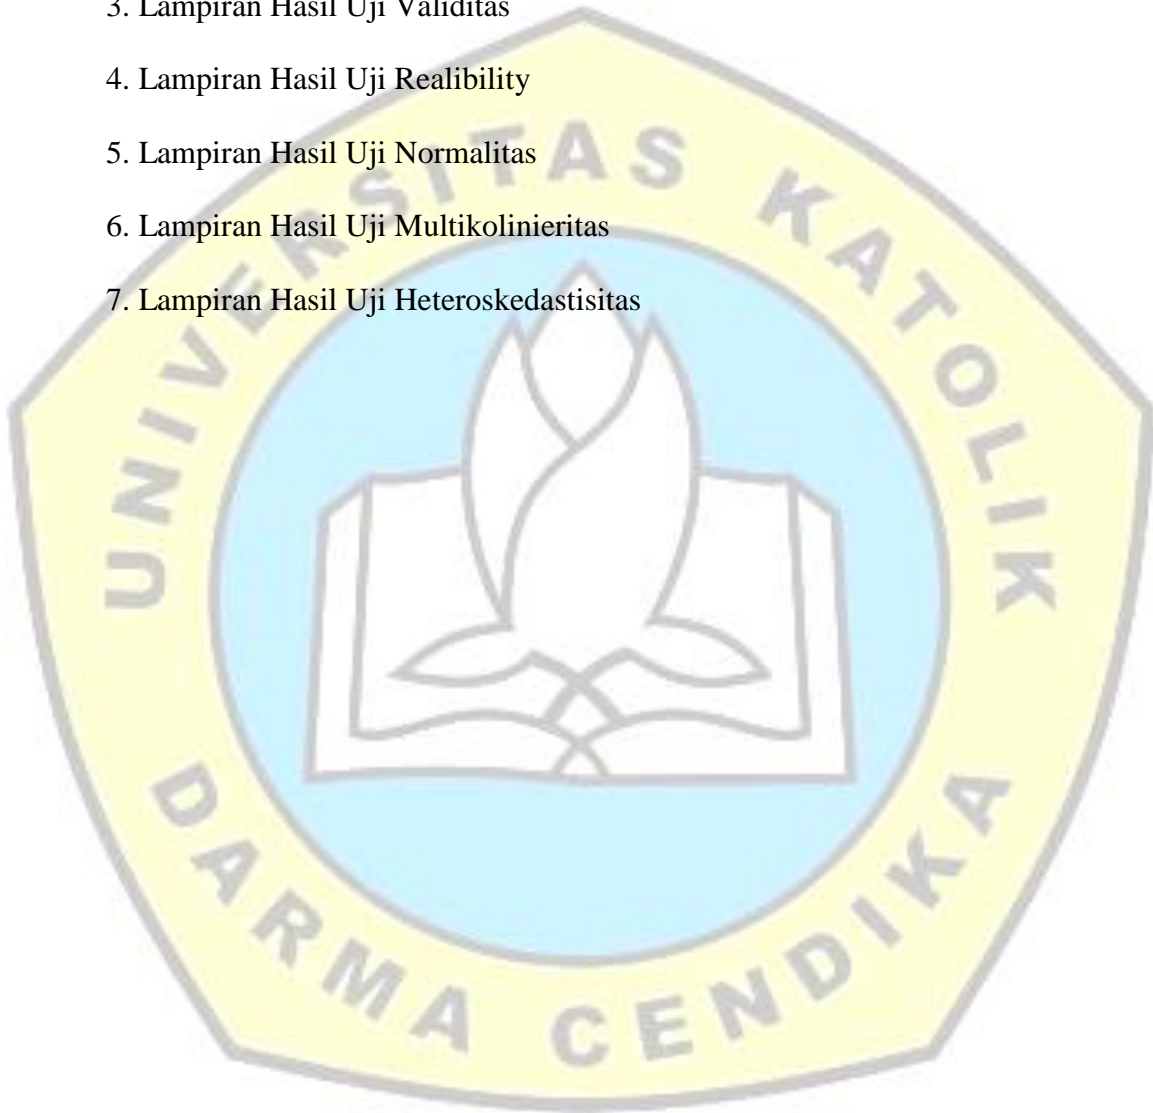 3. Lampiran Hasil Uji Validitas
4. Lampiran Hasil Uji Realibility
5. Lampiran Hasil Uji Normalitas
6. Lampiran Hasil Uji Multikolinieritas
7. Lampiran Hasil Uji Heteroskedastisitas
UNIVERSITAS KATOLIK
DARMA CENDIKA